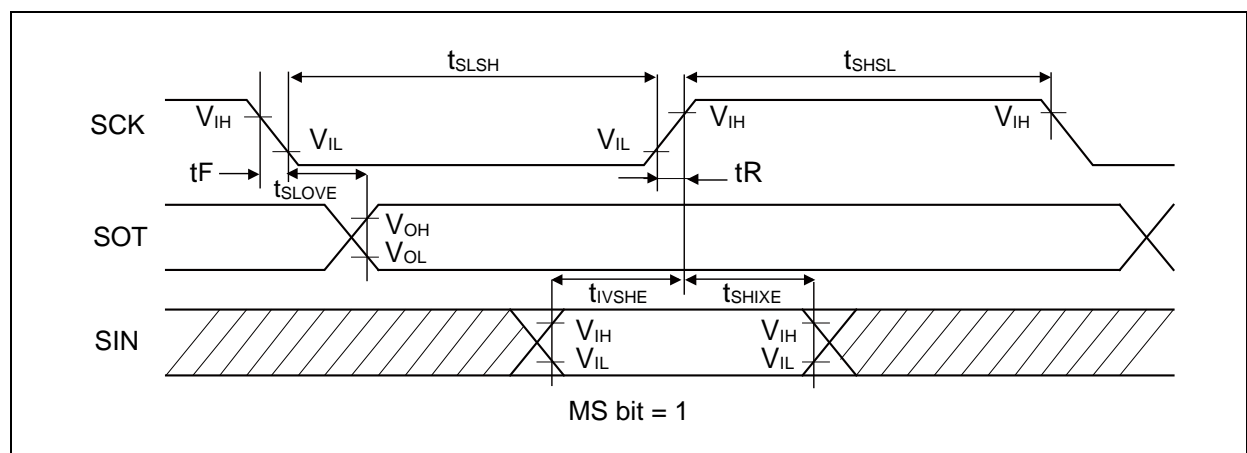 tSLSH
tSHSL
SCK
VIH
VIL
VIL
VIH
VIH
tF
tSLOVE
tR
SOT
VOH
VOL
tIVSHE
tSHIXE
SIN
VIH
VIH
VIL
VIL
MS bit = 1